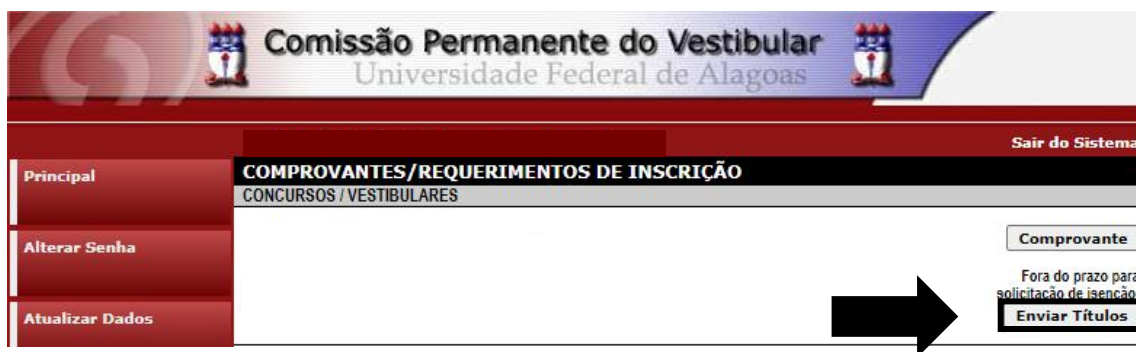 Comissão Permanente do Vestibular
Universidade Federal de Alagoas
Sair do Sistema
Principal
COMPROVANTES/REQUERIMENTOS DE INSCRIÇÃO
CONCURSOS / VESTIBULARES
Alterar Senha
Comprovante
Fora do prazo para
solicitação de isenção
Atualizar Dados
Enviar Títulos